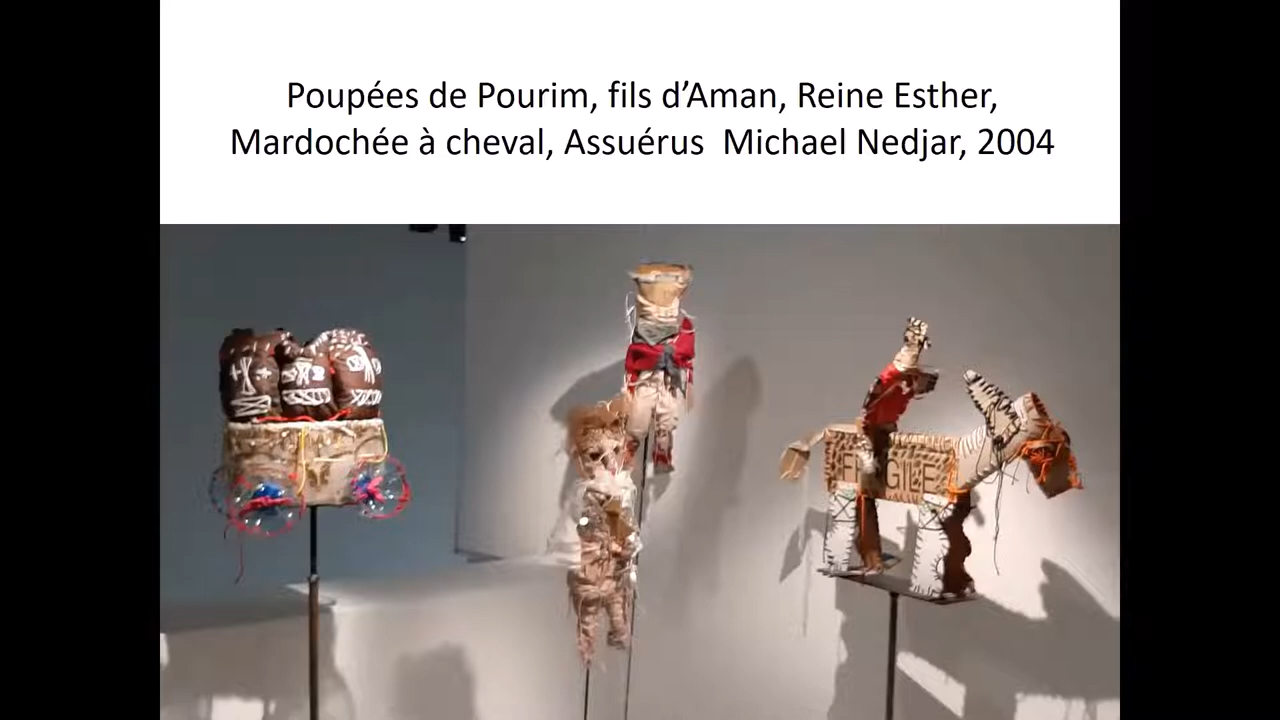 Poupées de Pourim, fils d’Aman, Reine Esther,
Mardochée à cheval, Assuérus  Michael Nedjar, 2004
FRAGILE